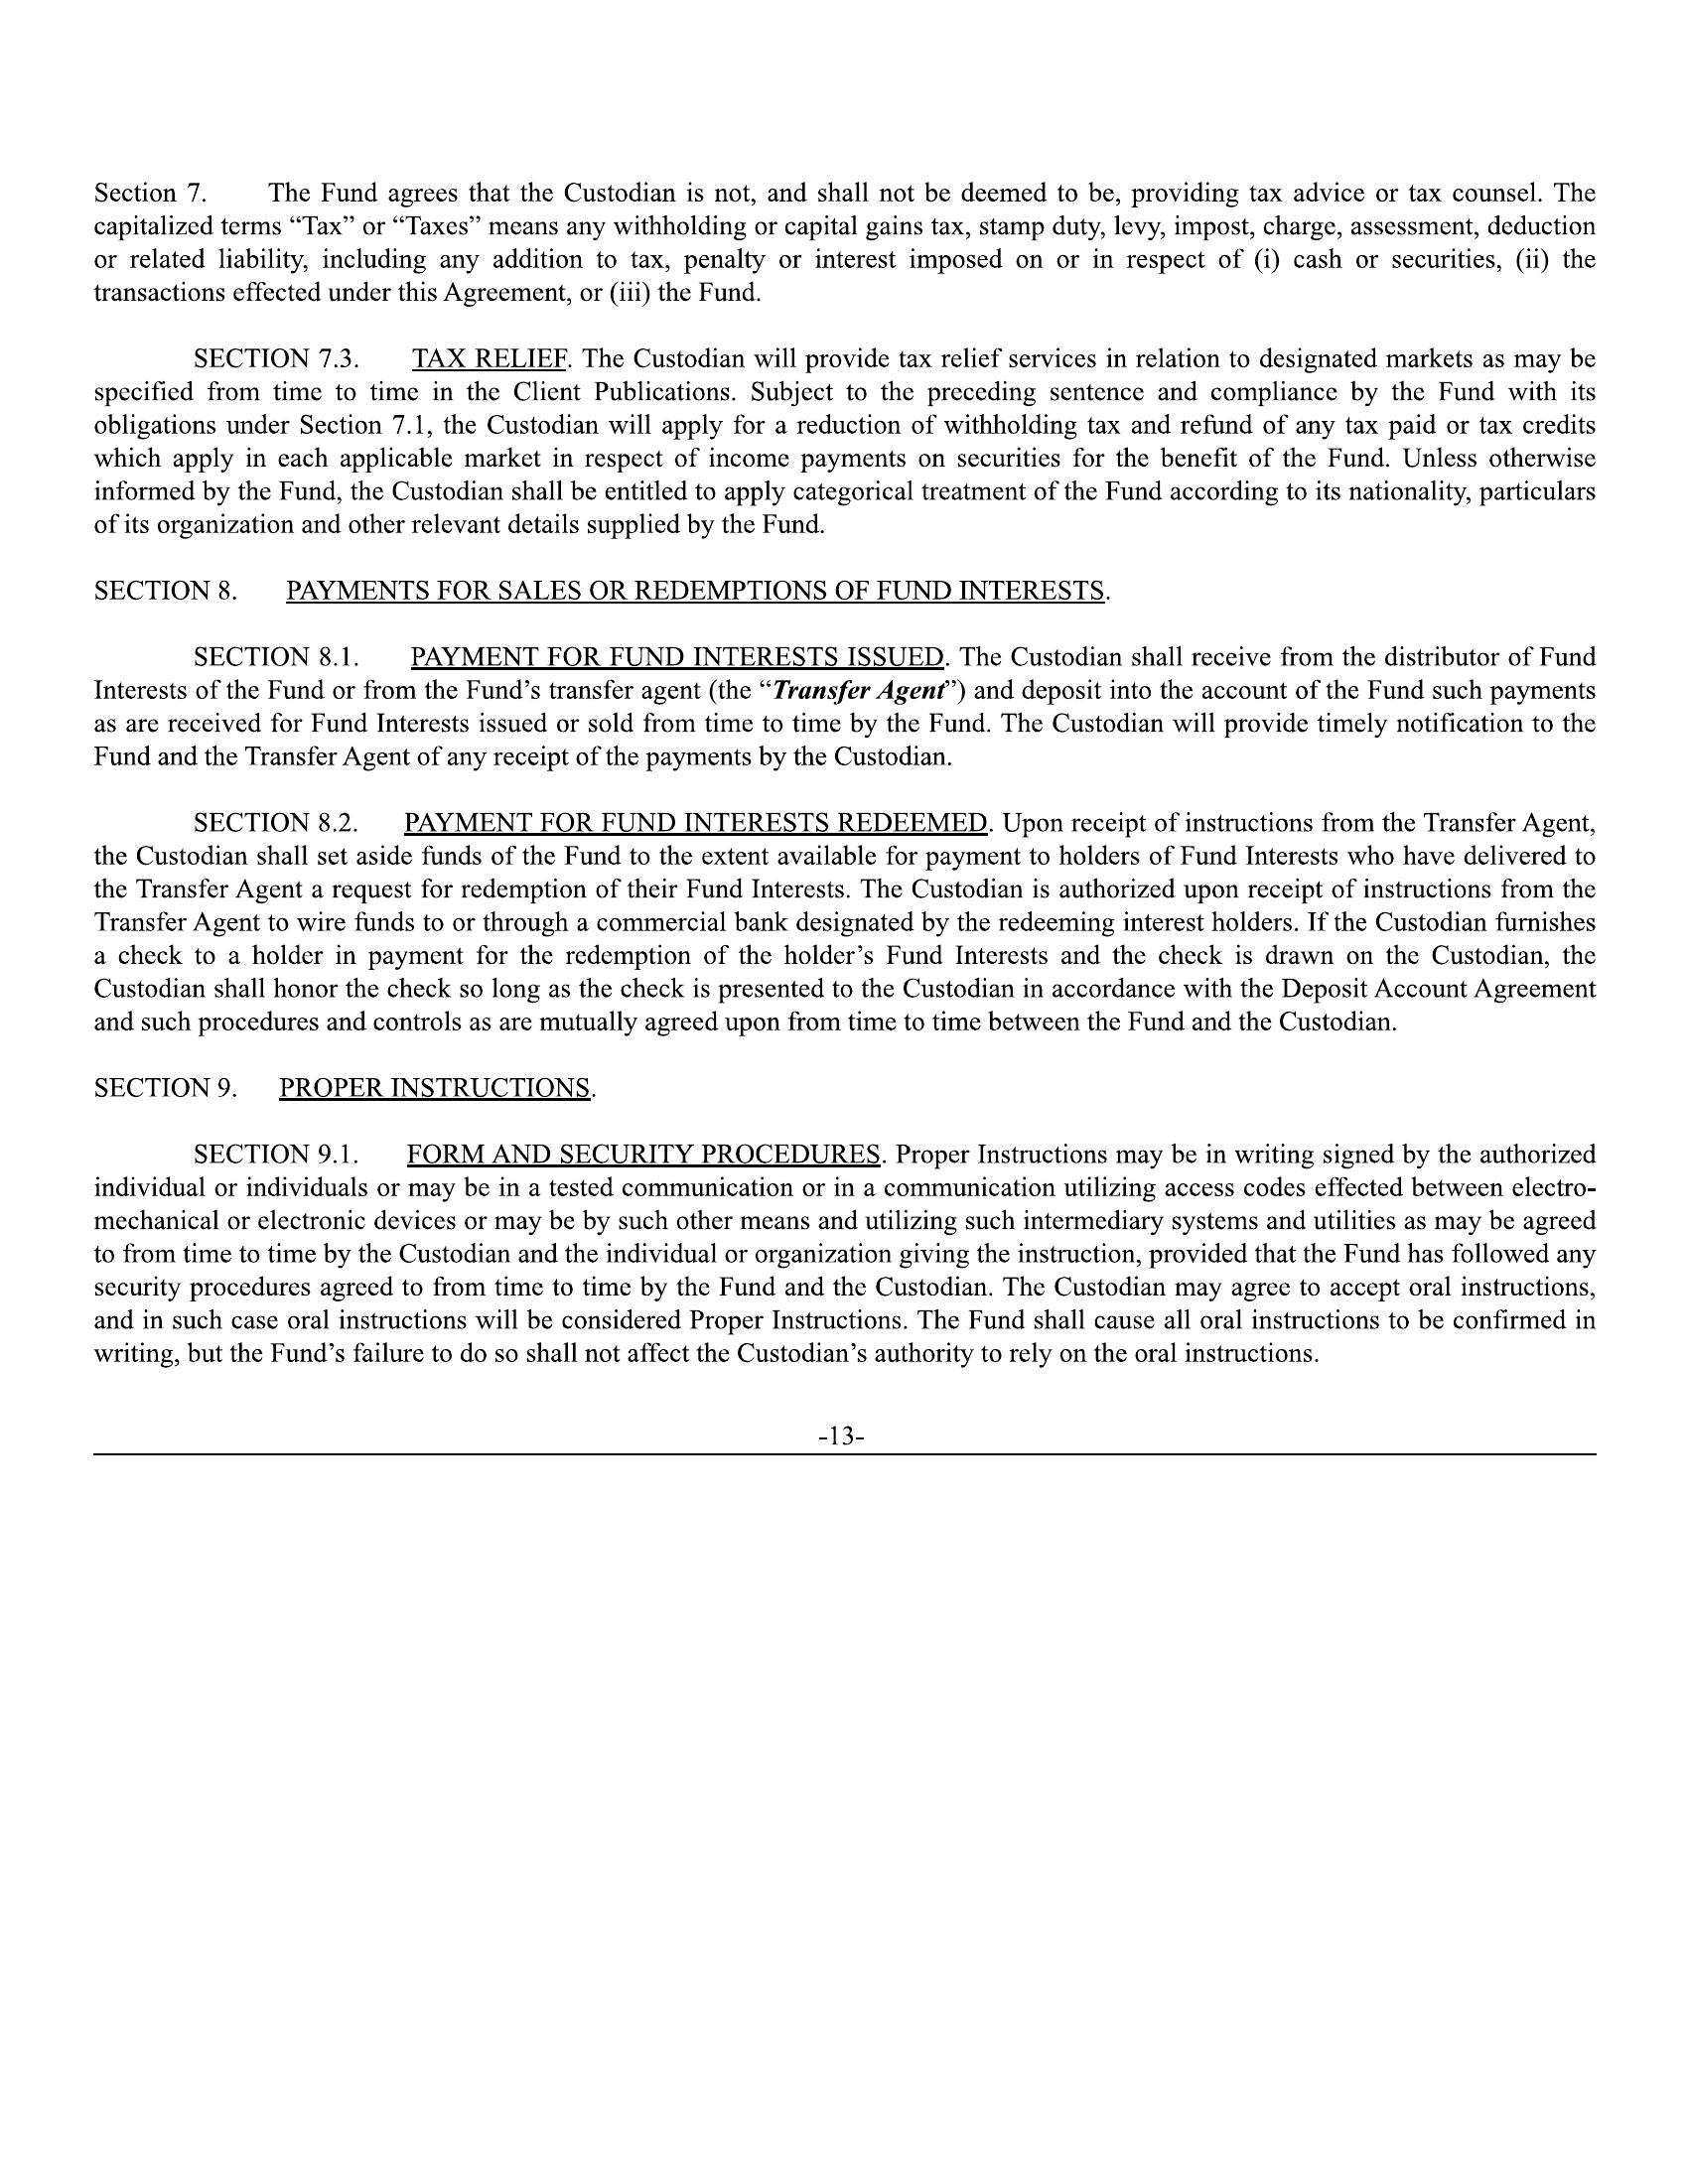 Section 7. The Fund agrees that the Custodian is not, and shall not be deemed to be, providing tax advice or tax counsel. The
capitalized terms “Tax” or “Taxes” means any withholding or capital gains tax, stamp duty, levy, impost, charge, assessment, deduction
or related liability, including any addition to tax, penalty or interest imposed on or in respect of (i) cash or securities, (ii) the
transactions effected under this Agreement, or (iii) the Fund.
SECTION 7.3. TAX RELIEF. The Custodian will provide tax relief services in relation to designated markets as may be
specified from time to time in the Client Publications. Subject to the preceding sentence and compliance by the Fund with its
obligations under Section 7.1, the Custodian will apply for a reduction of withholding tax and refund of any tax paid or tax credits
which apply in each applicable market in respect of income payments on securities for the benefit of the Fund. Unless otherwise
informed by the Fund, the Custodian shall be entitled to apply categorical treatment of the Fund according to its nationality, particulars
of its organization and other relevant details supplied by the Fund.
SECTION 8. PAYMENTS FOR SALES OR REDEMPTIONS OF FUND INTERESTS.
SECTION 8.1. PAYMENT FOR FUND INTERESTS ISSUED. The Custodian shall receive from the distributor of Fund
Interests of the Fund or from the Fund’s transfer agent (the “Transfer Agent”) and deposit into the account of the Fund such payments
as are received for Fund Interests issued or sold from time to time by the Fund. The Custodian will provide timely notification to the
Fund and the Transfer Agent of any receipt of the payments by the Custodian.
SECTION 8.2. PAYMENT FOR FUND INTERESTS REDEEMED. Upon receipt of instructions from the Transfer Agent,
the Custodian shall set aside funds of the Fund to the extent available for payment to holders of Fund Interests who have delivered to
the Transfer Agent a request for redemption of their Fund Interests. The Custodian is authorized upon receipt of instructions from the
Transfer Agent to wire funds to or through a commercial bank designated by the redeeming interest holders. If the Custodian furnishes
a check to a holder in payment for the redemption of the holder’s Fund Interests and the check is drawn on the Custodian, the
Custodian shall honor the check so long as the check is presented to the Custodian in accordance with the Deposit Account Agreement
and such procedures and controls as are mutually agreed upon from time to time between the Fund and the Custodian.
SECTION 9. PROPER INSTRUCTIONS.
SECTION 9.1. FORM AND SECURITY PROCEDURES. Proper Instructions may be in writing signed by the authorized
individual or individuals or may be in a tested communication or in a communication utilizing access codes effected between electro-
mechanical or electronic devices or may be by such other means and utilizing such intermediary systems and utilities as may be agreed
to from time to time by the Custodian and the individual or organization giving the instruction, provided that the Fund has followed any
security procedures agreed to from time to time by the Fund and the Custodian. The Custodian may agree to accept oral instructions,
and in such case oral instructions will be considered Proper Instructions. The Fund shall cause all oral instructions to be confirmed in
writing, but the Fund’s failure to do so shall not affect the Custodian’s authority to rely on the oral instructions.
-13-